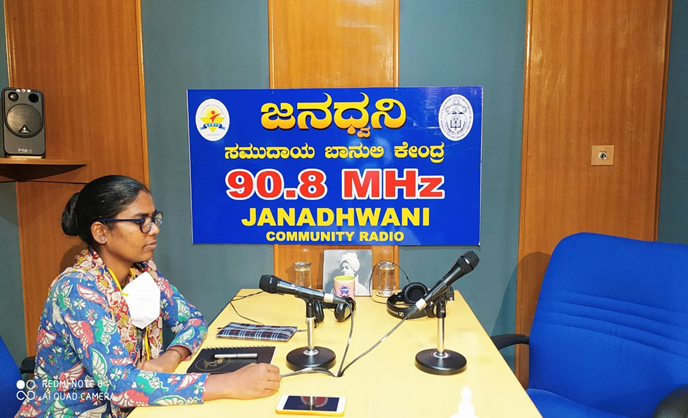 ಜನಧ್ವನಿ
ಸಮುದಾಯ ಬಾನುಲಿ ಕೇಂದ್ರ
90.8 MHz
JANADHWANI
COMMUNITY RADIO
REDMI NOTE 8
AI QUAD CAMERA